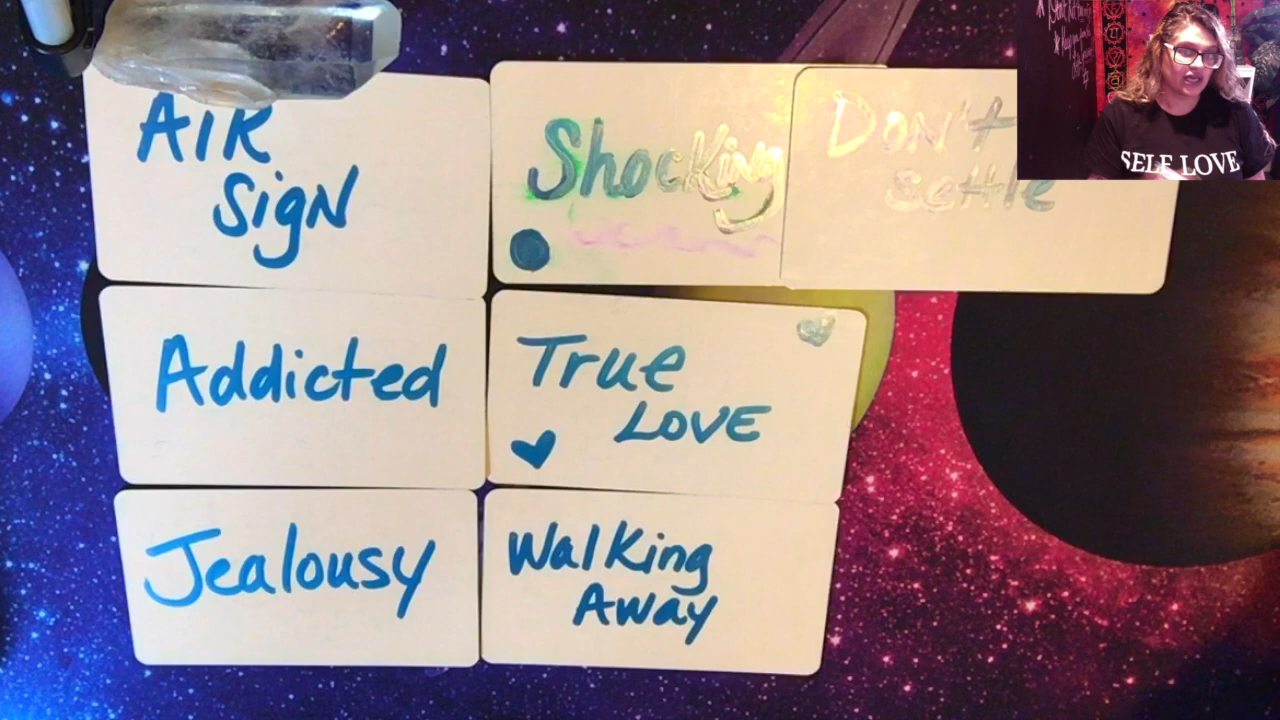 AIR
SigN
Shocking
DON't
Settle
Addicted
True
LOVE
Jealousy
Walking
Away
SELF LOVE